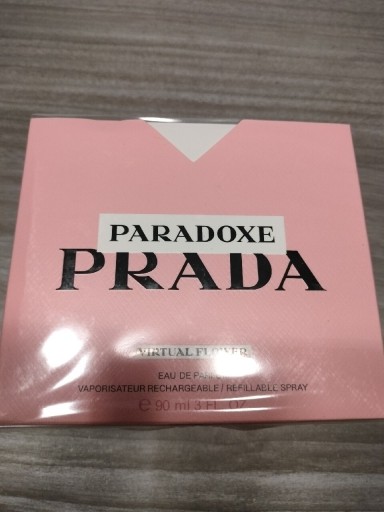 PARADOXE
PRADA
VIRTUAL FLOWER
EAU DE PARFUM
VAPORISATEUR RECHARGEABLE / REFILLABLE SPRAY
℮ 90 ml 3 FL. OZ.